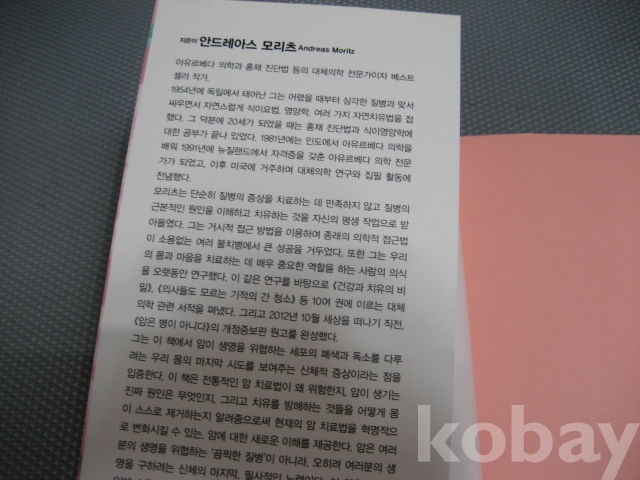 지은이 안드레아스 모리츠 Andreas Moritz
아유르베다 의학과 홍채 진단법 등의 대체의학 전문가이자 베스트
셀러 작가.
1954년에 독일에서 태어난 그는 어렸을 때부터 심각한 질병과 맞서
싸우면서 자연스럽게 식이요법, 영양학, 여러 가지 자연치유법을 접
했다. 그 덕분에 20세가 되었을 때는 홍채 진단법과 식이영양학에
대한 공부가 끝나 있었다. 1981년에는 인도에서 아유르베다 의학을
배워 1991년에 뉴질랜드에서 자격증을 갖춘 아유르베다 의학 전문
가가 되었고, 이후 미국에 거주하며 대체의학 연구와 집필 활동에
전념했다.
모리츠는 단순히 질병의 증상을 치료하는 데 만족하지 않고 질병의
근본적인 원인을 이해하고 치유하는 것을 자신의 평생 작업으로 받
아들였다. 그는 거시적 접근 방법을 이용하여 종래의 의학적 접근법
이 소용없는 여러 불치병에서 큰 성공을 거두었다. 또한 그는 우리
의 몸과 마음을 치료하는 데 매우 중요한 역할을 하는 사람의 의식
을 오랫동안 연구했다. 이 같은 연구를 바탕으로 《건강과 치유의 비
밀》, 《의사들도 모르는 기적의 간 청소》 등 10여 권에 이르는 대체
의학 관련 서적을 펴냈다. 그리고 2012년 10월 세상을 떠나기 직전,
《암은 병이 아니다》의 개정증보판 원고를 완성했다.
그는 이 책에서 암이 생명을 위협하는 세포의 폐색과 독소를 다루
려는 우리 몸의 마지막 시도를 보여주는 신체적 증상이라는 점을
입증한다. 이 책은 전통적인 암 치료법이 왜 위험한지, 암이 생기는
진짜 원인은 무엇인지, 그리고 치유를 방해하는 것들을 어떻게 몸
이 스스로 제거하는지 알려줌으로써 현재의 암 치료법을 혁명적으
로 변화시킬 수 있는, 암에 대한 새로운 이해를 제공한다. 암은 여러
분의 생명을 위협하는 '끔찍한 질병'이 아니라, 오히려 여러분의 생
명을 구하려는 신체의 마지막, 필사적인 노력이다.
kobay